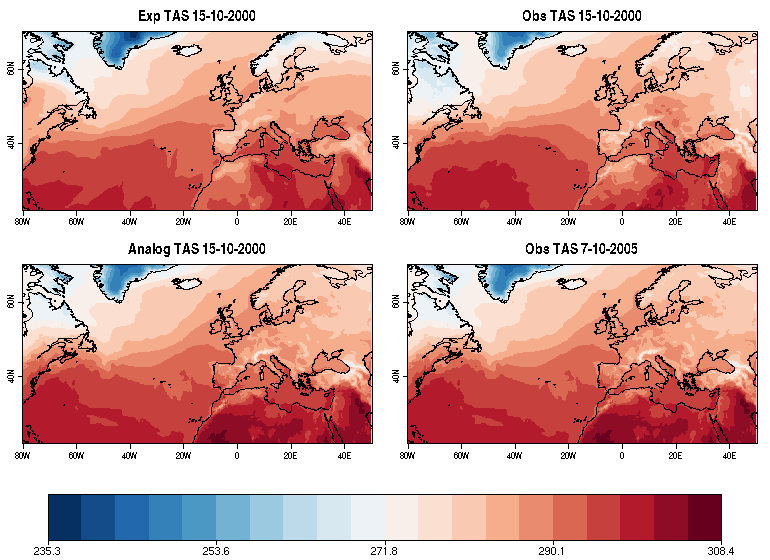 Exp TAS 15-10-2000
Obs TAS 15-10-2000
60N
40N
80W 60W 40W 20W 0 20E 40E
60N
40N
80W 60W 40W 20W 0 20E 40E
Analog TAS 15-10-2000
Obs TAS 7-10-2005
60N
40N
80W 60W 40W 20W 0 20E 40E
60N
40N
80W 60W 40W 20W 0 20E 40E
235.3 253.6 271.8 290.1 308.4